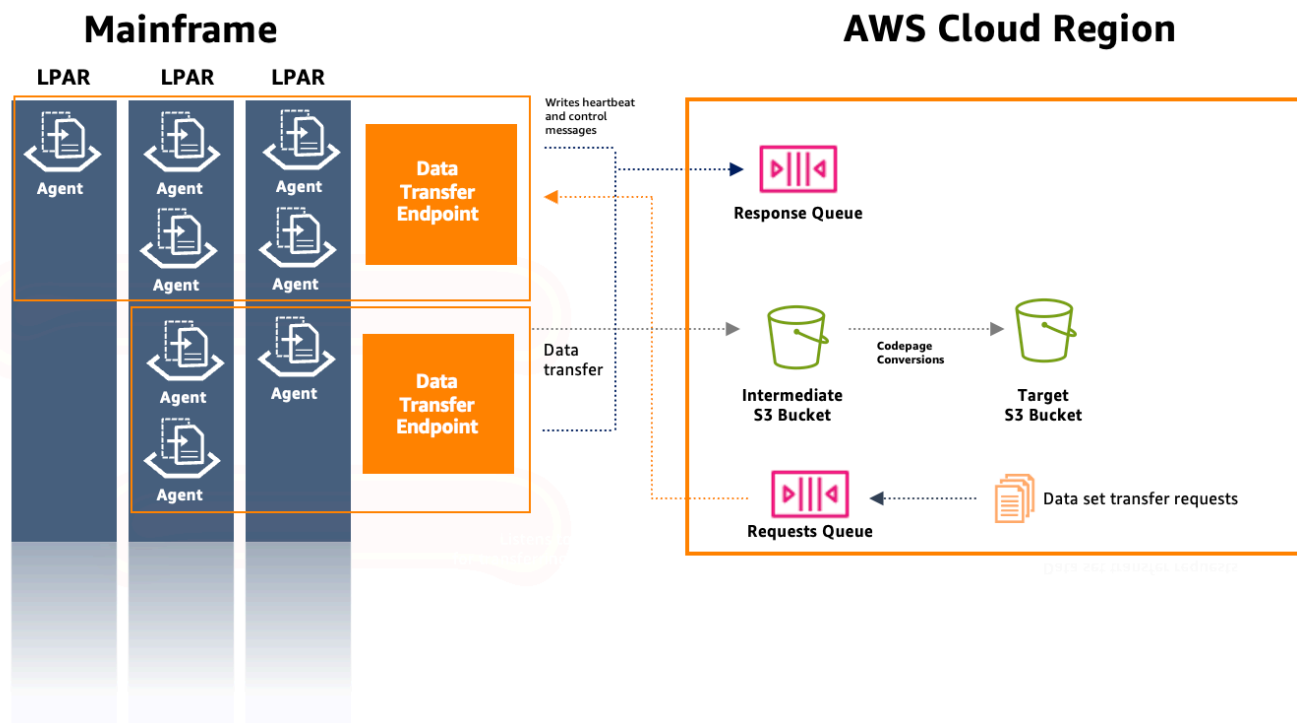 Mainframe
AWS Cloud Region
LPAR
LPAR
LPAR
Agent
Agent
Agent
Agent
Agent
Data
Transfer
Endpoint
Writes heartbeat
and control
messages
Response Queue
Agent
Agent
Agent
Data
Transfer
Endpoint
Data
transfer
Intermediate
S3 Bucket
Codepage
Conversions
Target
S3 Bucket
Requests Queue
Data set transfer requests